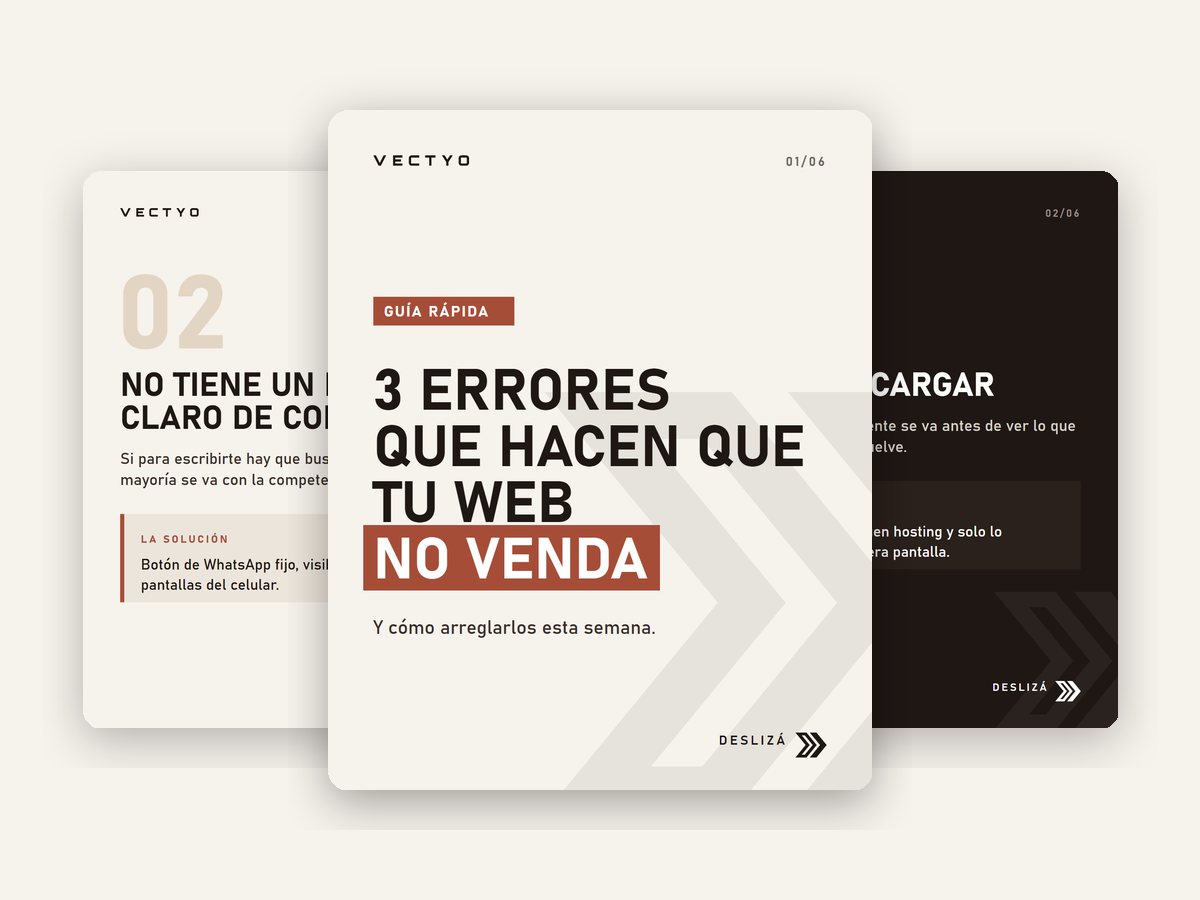 VECTYO
02
NO TIENE UN
CLARO DE
Si para escribirte hay que
mayoría se va con la
LA SOLUCIÓN
Botón de WhatsApp fijo,
pantallas del celular.
VECTYO
01/06
GUÍA RÁPIDA
3 ERRORES
QUE HACEN QUE
TU WEB
NO VENDA
Y cómo arreglarlos esta semana.
DESLIZÁ
02/06
CARGAR
se va antes de ver lo que
hosting y solo lo
pantalla.
DESLIZÁ